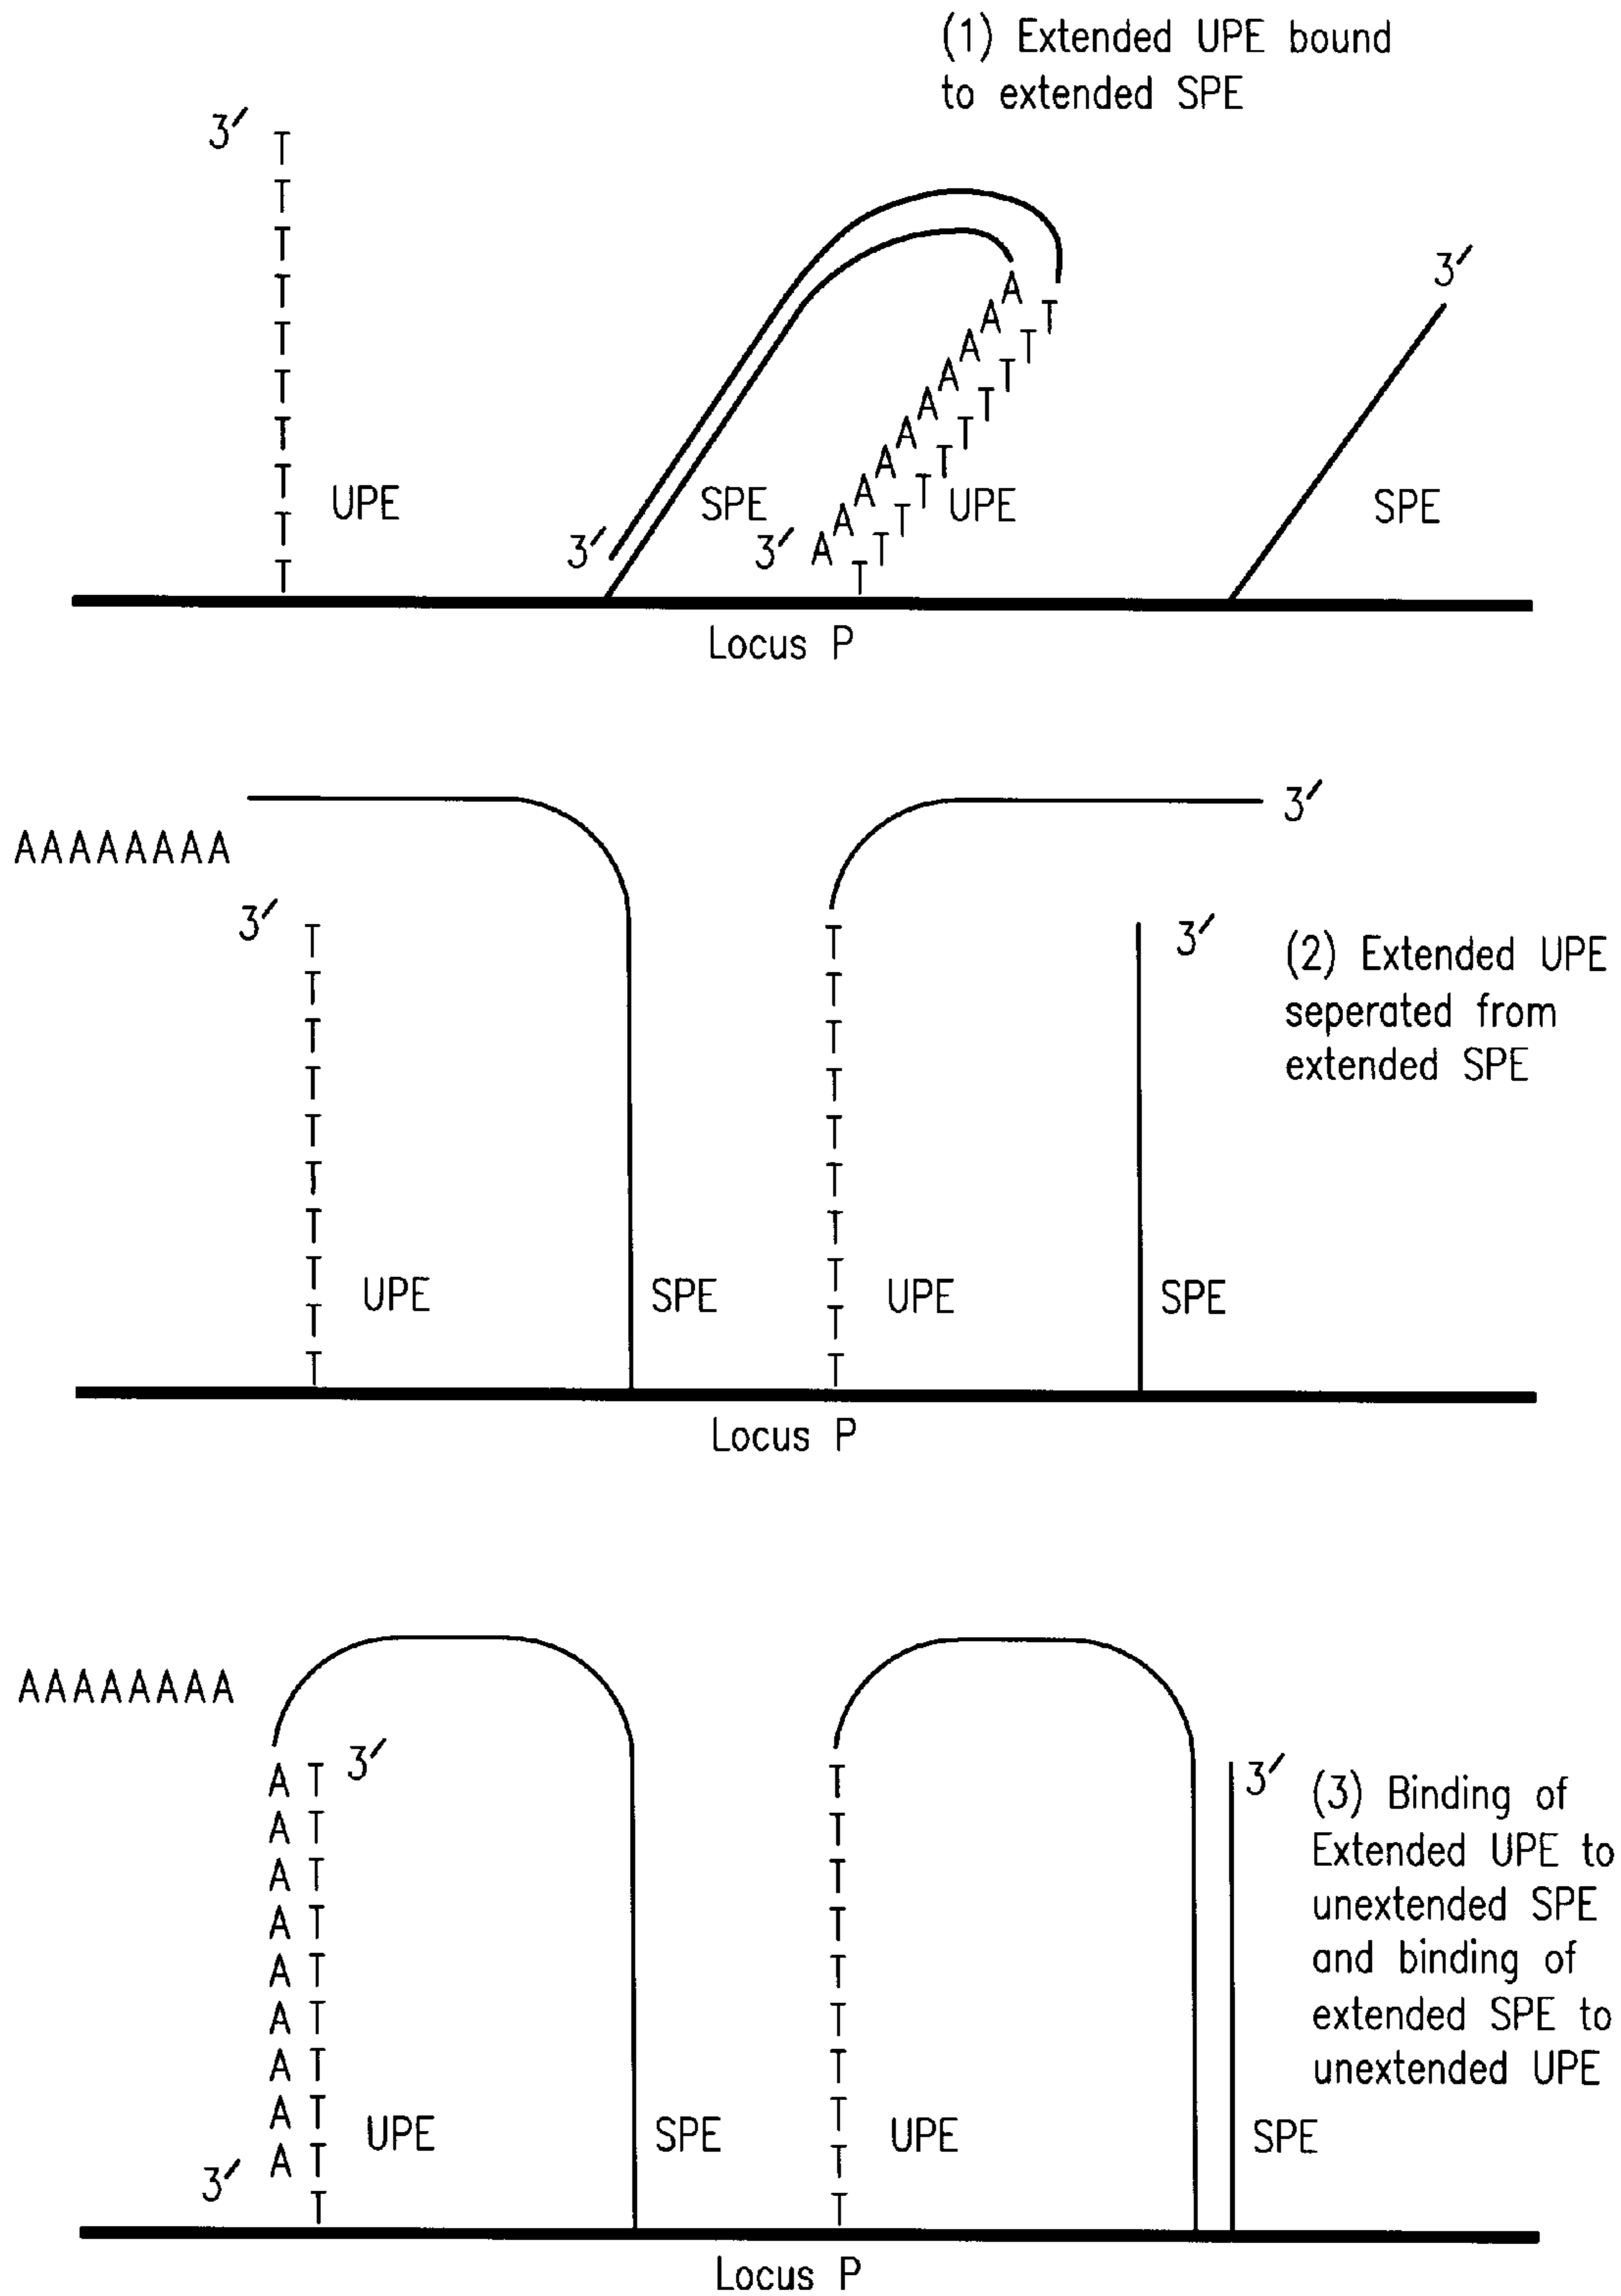 (1) Extended UPE bound
to extended SPE
3′
T T T T T T T T T T
UPE
3′
SPE
3′
A A A A A A A A A A
T T T T T T T T T T
UPE
3′
SPE
Locus P
AAAAAAAA
3′
3′
T T T T T T T T T T
UPE
SPE
T T T T T T T T T T
UPE
3′
SPE
(2) Extended UPE
seperated from
extended SPE
Locus P
AAAAAAAA
A A A A A A A A A
3′
T T T T T T T T T T
3′
UPE
SPE
T T T T T T T T T T
UPE
3′
SPE
(3) Binding of
Extended UPE to
unextended SPE
and binding of
extended SPE to
unextended UPE
Locus P